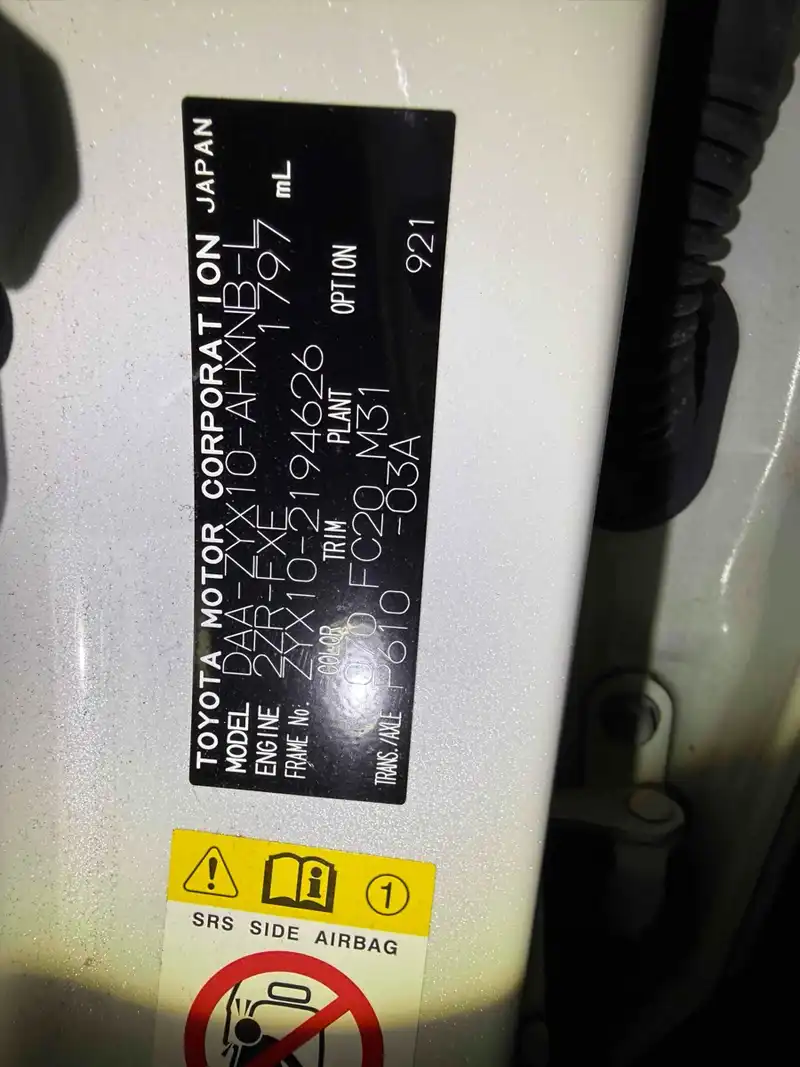 TOYOTA MOTOR CORPORATION JAPAN
MODEL DAA-ZYX10-AHXNB-L
ENGINE 2ZR-FXE 1797 mL
FRAME No. ZYX10-2194626
COLOR TRIM PLANT OPTION
FC20 M31
TRANS./AXLE P610 -03A 921
1
SRS SIDE AIRBAG